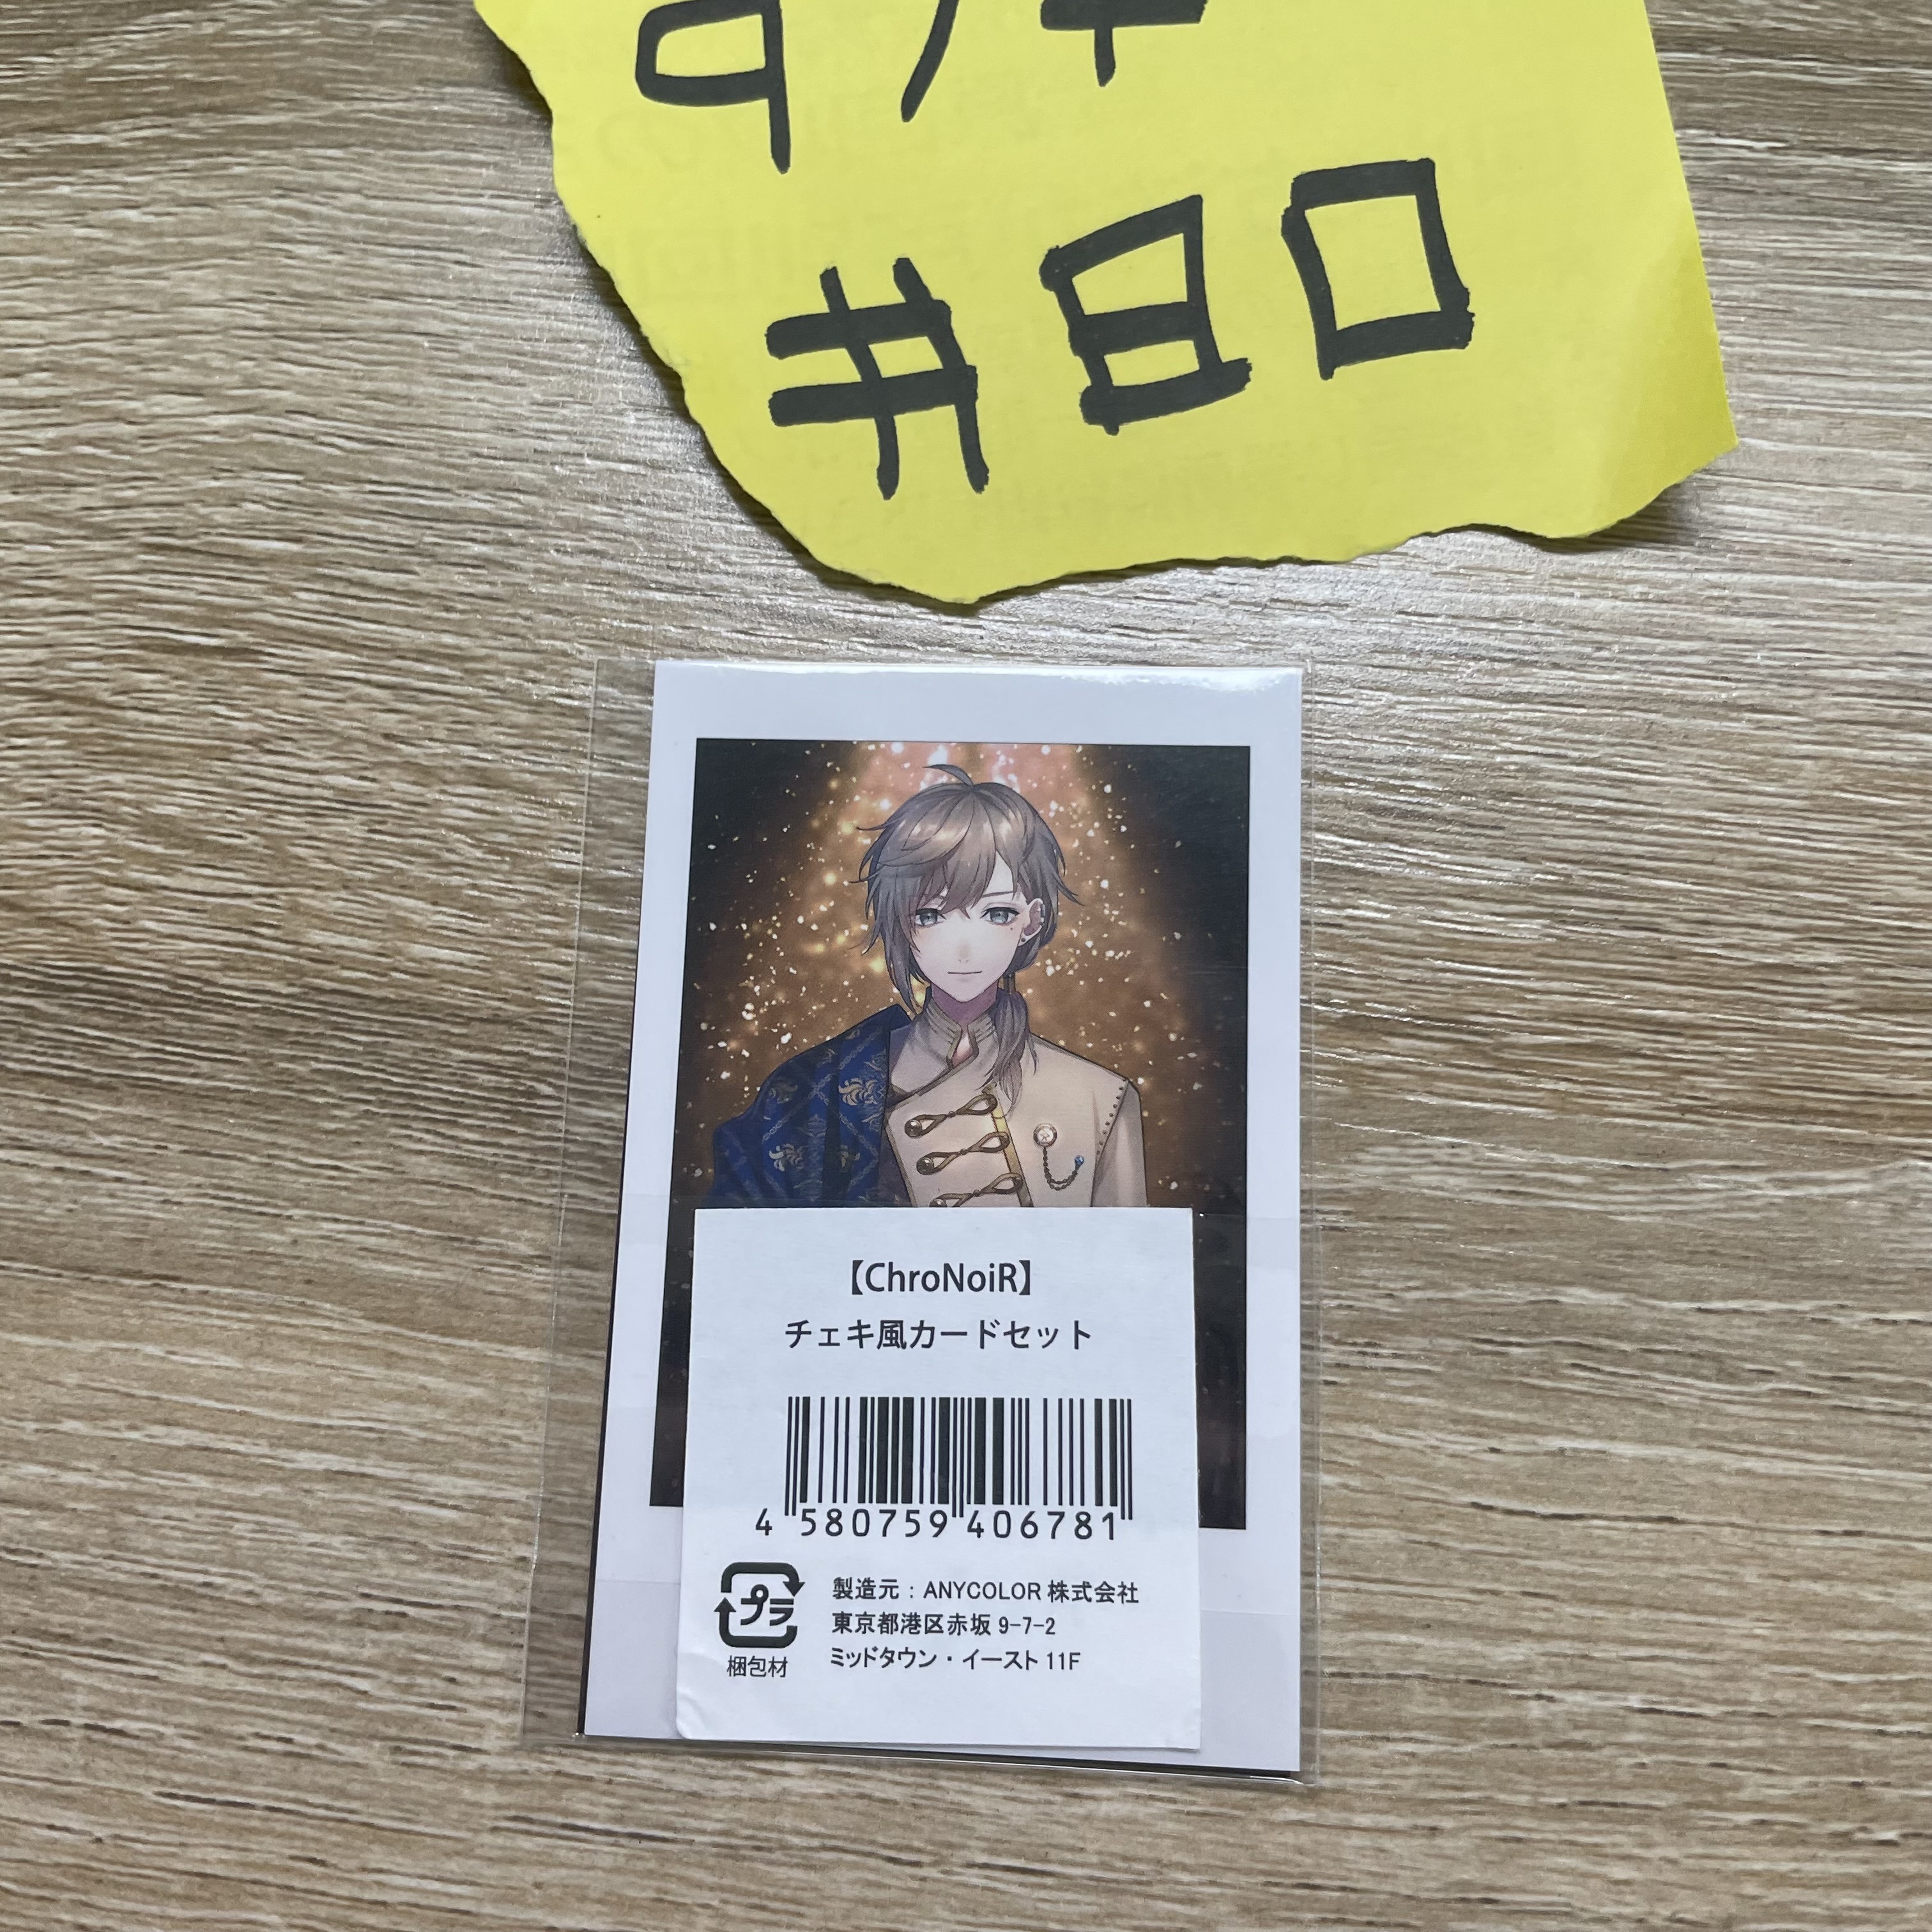 #80
【ChroNoiR】
チェキ風カードセット
4 580759 406781
プラ
梱包材
製造元：ANYCOLOR 株式会社
東京都港区赤坂 9-7-2
ミッドタウン・イースト 11F